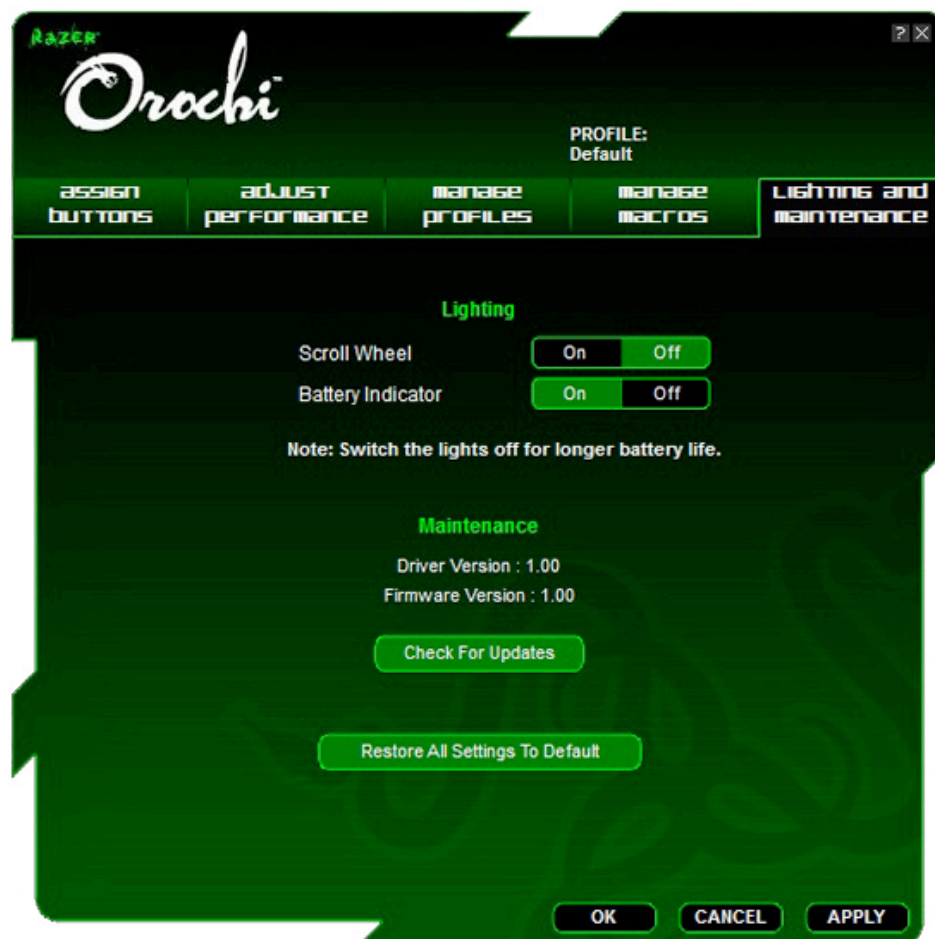 RAZER
Orochi™
? X
PROFILE:
Default
assign buttons
adjust performance
manage profiles
manage macros
Lighting and maintenance
Lighting
Scroll Wheel On Off
Battery Indicator On Off
Note: Switch the lights off for longer battery life.
Maintenance
Driver Version : 1.00
Firmware Version : 1.00
Check For Updates
Restore All Settings To Default
OK CANCEL APPLY